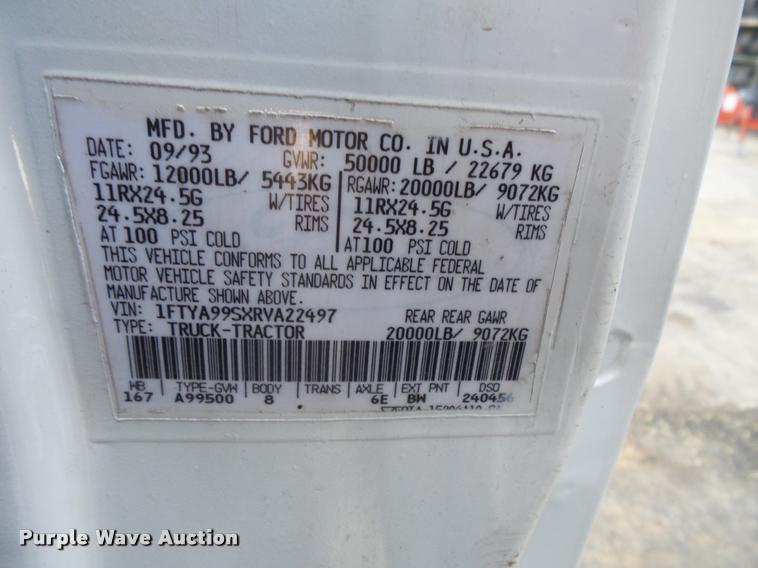 MFD. BY FORD MOTOR CO. IN U.S.A.
DATE: 09/93 GVWR: 50000 LB / 22679 KG
FGAWR: 12000LB/ 5443KG RGAWR: 20000LB/ 9072KG
11RX24.5G W/TIRES 11RX24.5G W/TIRES
24.5X8.25 RIMS 24.5X8.25 RIMS
AT 100 PSI COLD AT 100 PSI COLD
THIS VEHICLE CONFORMS TO ALL APPLICABLE FEDERAL
MOTOR VEHICLE SAFETY STANDARDS IN EFFECT ON THE DATE OF
MANUFACTURE SHOWN ABOVE.
VIN: 1FTYA99SXRVA22497 REAR REAR GAWR
TYPE: TRUCK-TRACTOR 20000LB/ 9072KG
WB TYPE-GVW BODY TRANS AXLE EXT PNT DSO
167 A99500 8 6E BW 240456
Purple Wave Auction